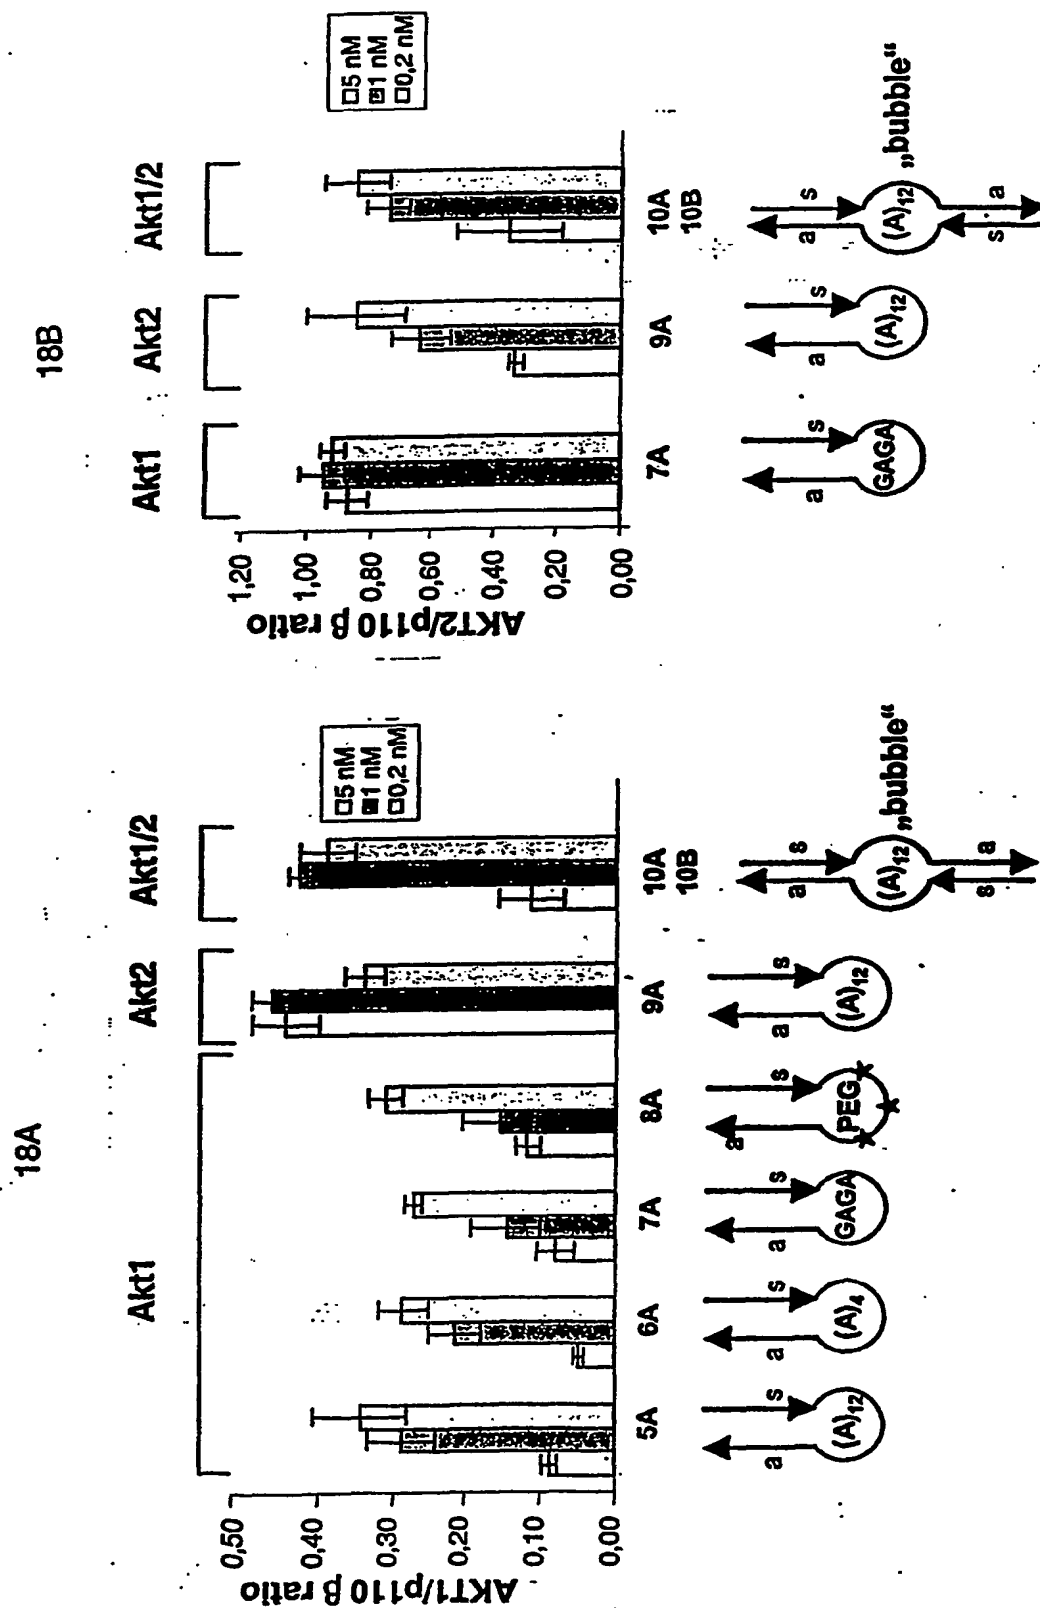 18A
Akt1 Akt2 Akt1/2
AKT1/p110 β ratio
0,50
0,40
0,30
0,20
0,10
0,00
5 nM
1 nM
0,2 nM
5A 6A 7A 8A 9A 10A
10B
a s a s a s a s a s a s
(A)12 (A)4 GAGA PEG (A)12 (A)12 „bubble“
s a
18B
Akt1 Akt2 Akt1/2
AKT2/p110 β ratio
1,20
1,00
0,80
0,60
0,40
0,20
0,00
5 nM
1 nM
0,2 nM
7A 9A 10A
10B
a s a s a s
GAGA (A)12 (A)12 „bubble“
s a